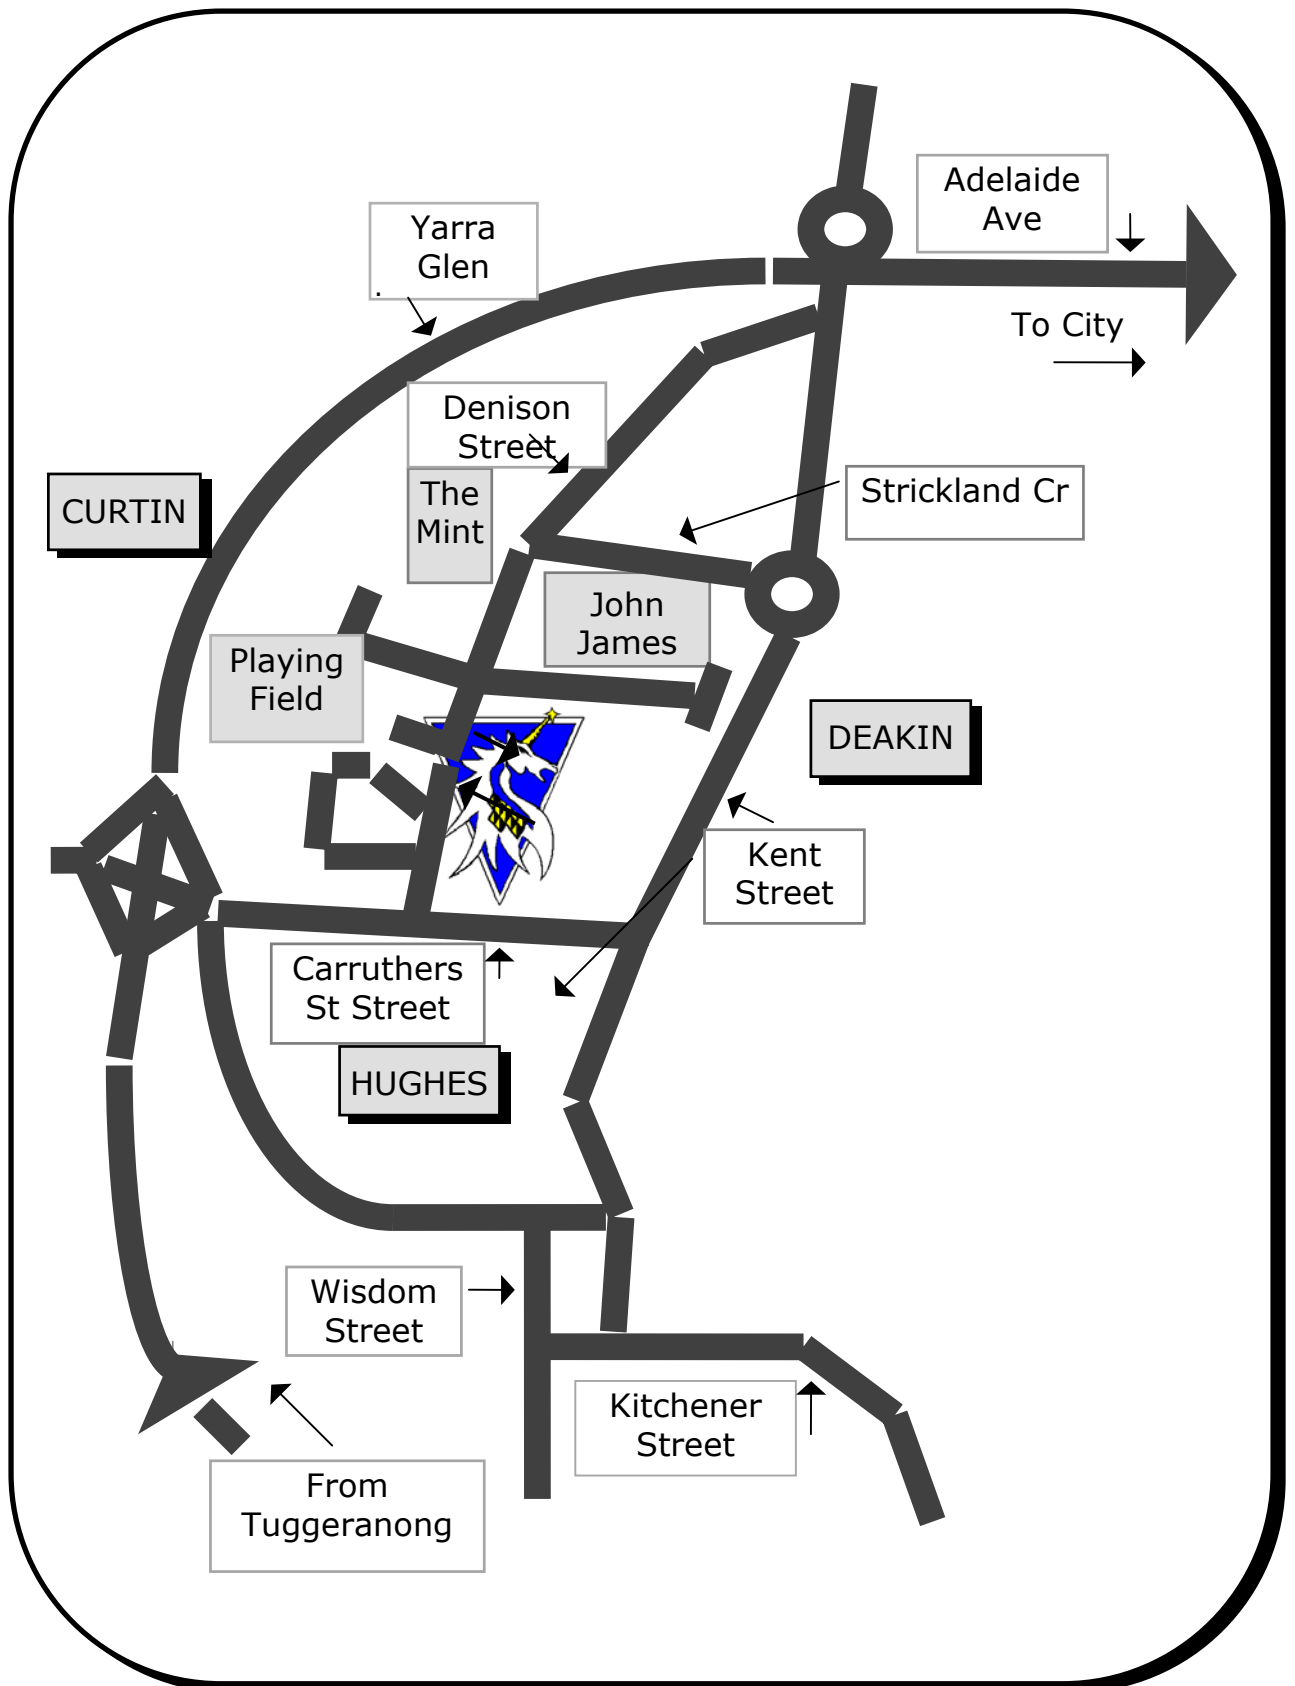 Adelaide
Ave
Yarra
Glen
.
To City
Denison
Street
The
Mint
Strickland Cr
CURTIN
John
James
Playing
Field
DEAKIN
Kent
Street
Carruthers
St Street
HUGHES
Wisdom
Street
Kitchener
Street
From
Tuggeranong